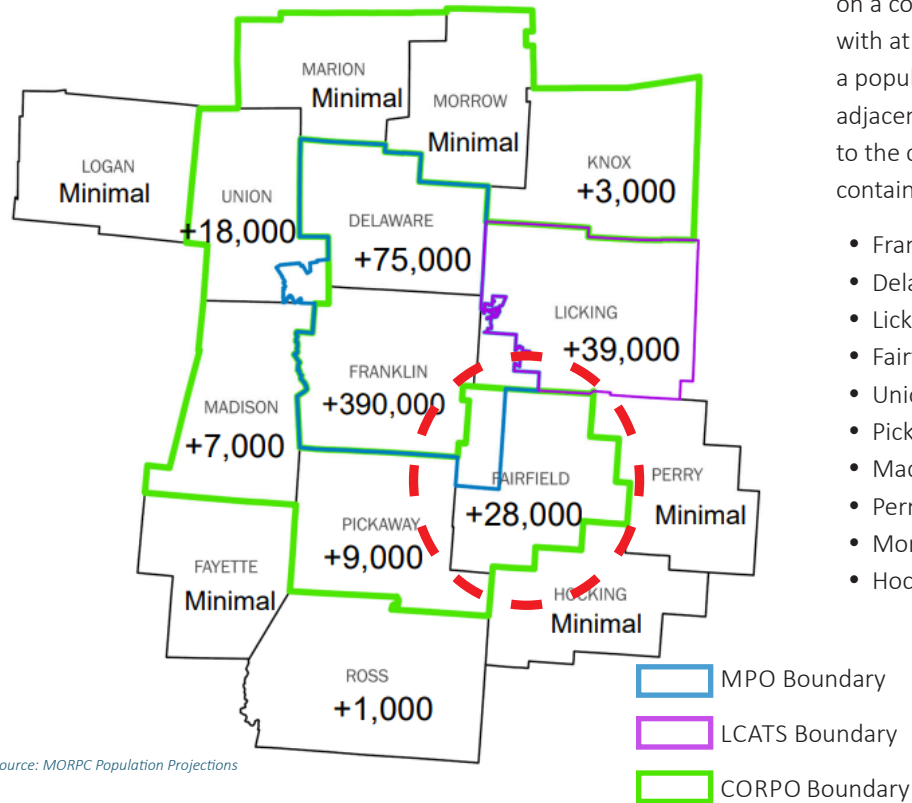 MARION
Minimal
MORROW
Minimal
LOGAN
Minimal
UNION
+18,000
DELAWARE
+75,000
KNOX
+3,000
LICKING
+39,000
FRANKLIN
+390,000
MADISON
+7,000
FAIRFIELD
+28,000
PERRY
Minimal
PICKAWAY
+9,000
FAYETTE
Minimal
HOCKING
Minimal
ROSS
+1,000
MPO Boundary
LCATS Boundary
CORPO Boundary
ource: MORPC Population Projections
on a co
with at
a popul
adjacen
to the c
contain
• Fran
• Dela
• Lick
• Fair
• Unio
• Pick
• Mad
• Perr
• Mor
• Hoc